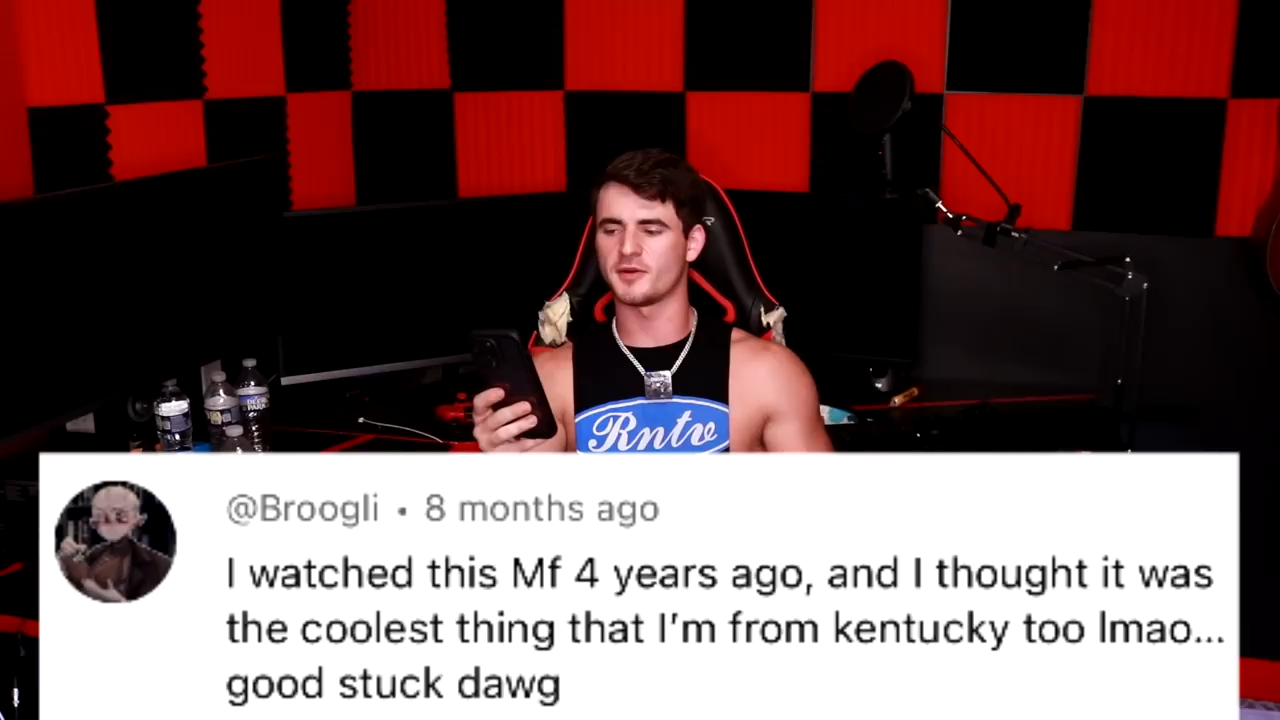 Rntv
@Broogli • 8 months ago
I watched this Mf 4 years ago, and I thought it was
the coolest thing that I'm from kentucky too lmao...
good stuck dawg